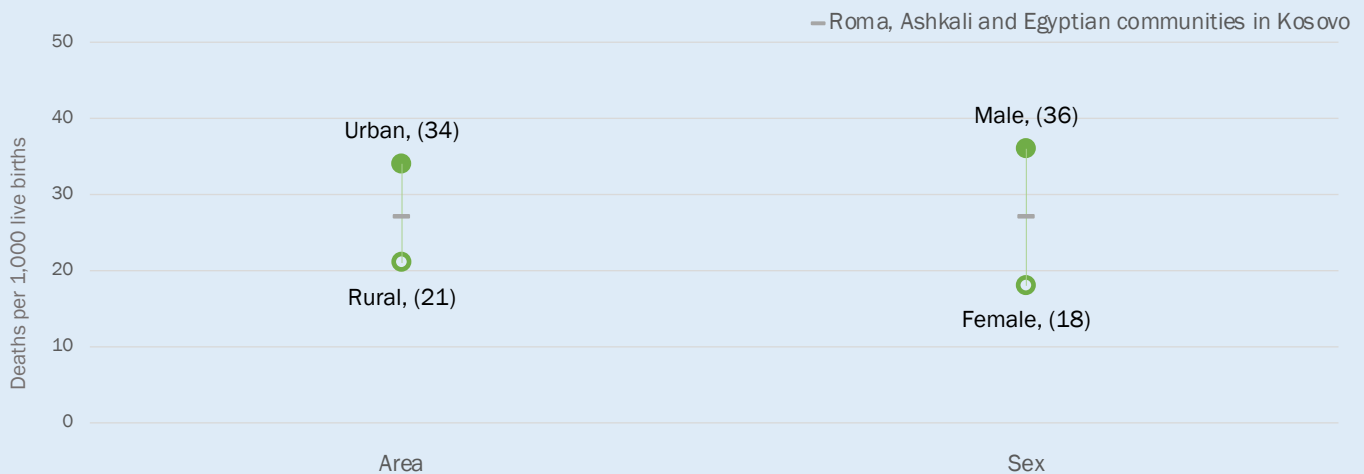 Roma, Ashkali and Egyptian communities in Kosovo
Deaths per 1,000 live births
50
40
30
20
10
0
Urban, (34)
Rural, (21)
Male, (36)
Female, (18)
Area
Sex